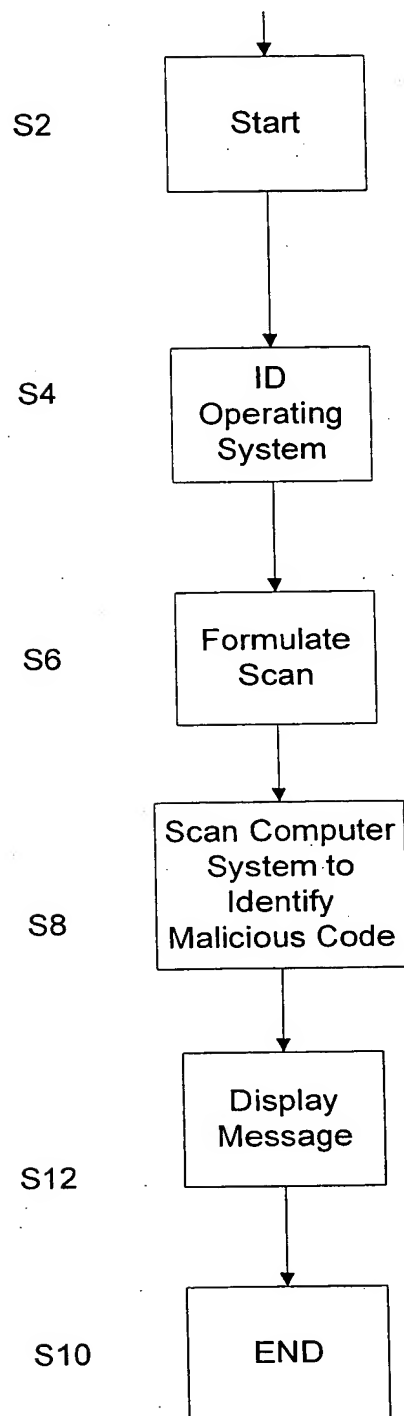 S2
Start
S4
ID
Operating
System
S6
Formulate
Scan
S8
Scan Computer
System to
Identify
Malicious Code
Display
Message
S12
S10
END